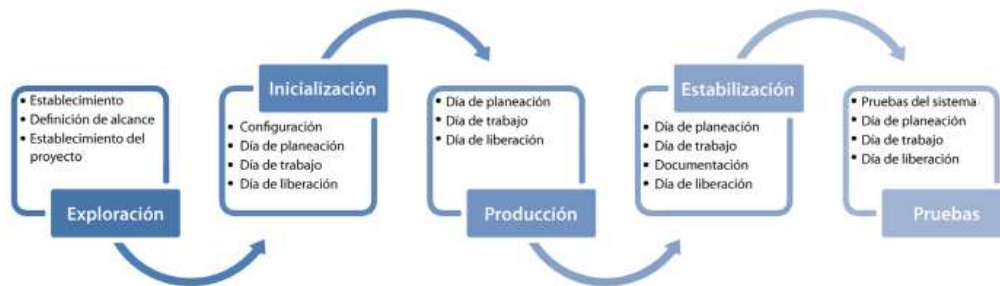 • Establecimiento
• Definición de alcance
• Establecimiento del
proyecto
Exploración
Inicialización
• Configuración
• Día de planeación
• Día de trabajo
• Día de liberación
• Día de planeación
• Día de trabajo
• Día de liberación
Producción
Estabilización
• Día de planeación
• Día de trabajo
• Documentación
• Día de liberación
• Pruebas del sistema
• Día de planeación
• Día de trabajo
• Día de liberación
Pruebas